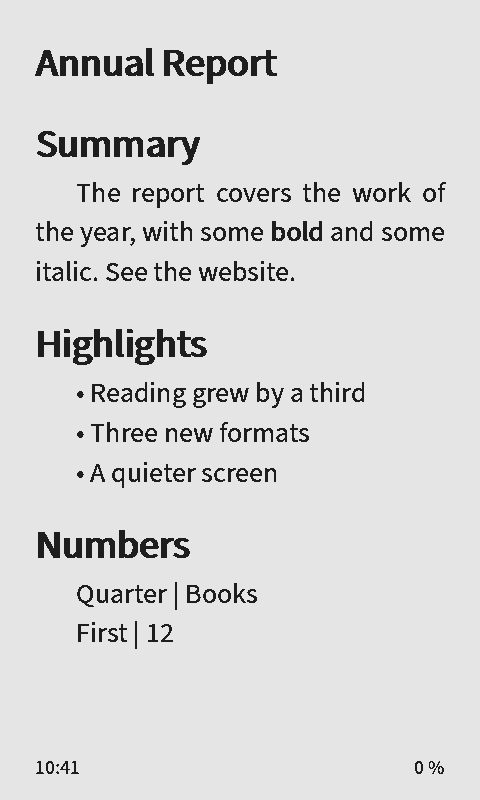 Annual Report
Summary
The report covers the work of
the year, with some bold and some
italic. See the website.
Highlights
• Reading grew by a third
• Three new formats
• A quieter screen
Numbers
Quarter | Books
First | 12
10:41 0 %